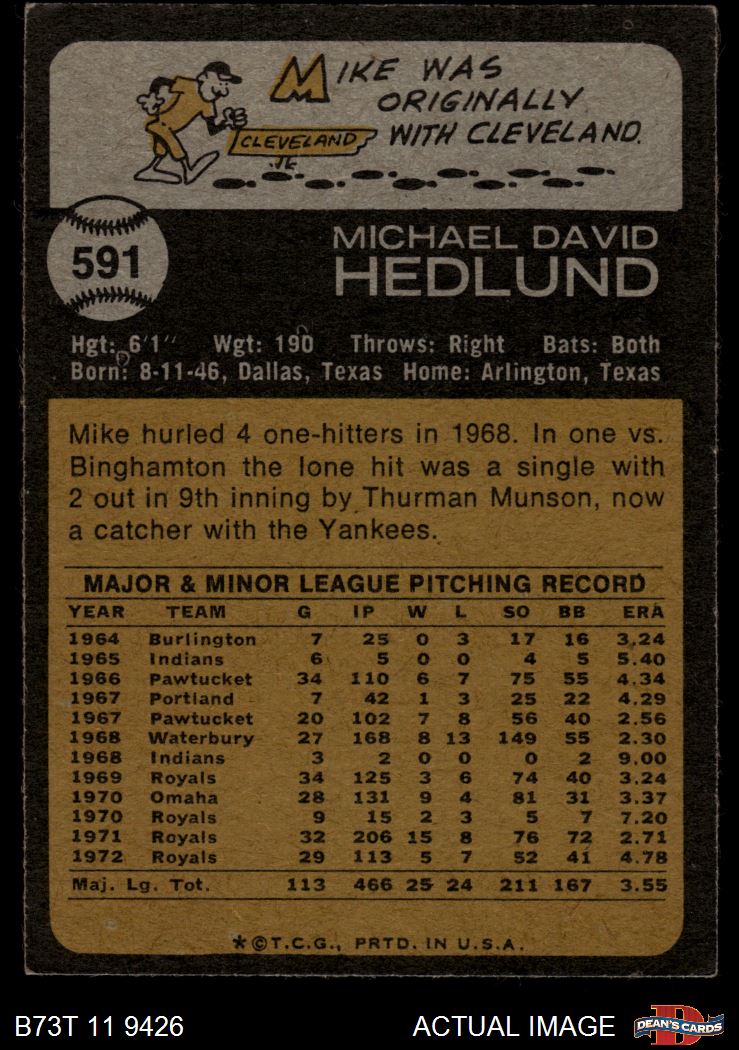 MIKE WAS
ORIGINALLY
WITH CLEVELAND.
CLEVELAND
JK
591
MICHAEL DAVID
HEDLUND
Hgt: 6'1" Wgt: 190 Throws: Right Bats: Both
Born: 8-11-46, Dallas, Texas Home: Arlington, Texas
Mike hurled 4 one-hitters in 1968. In one vs.
Binghamton the lone hit was a single with
2 out in 9th inning by Thurman Munson, now
a catcher with the Yankees.
MAJOR & MINOR LEAGUE PITCHING RECORD
YEAR TEAM G IP W L SO BB ERA
1964 Burlington 7 25 0 3 17 16 3.24
1965 Indians 6 5 0 0 4 5 5.40
1966 Pawtucket 34 110 6 7 75 55 4.34
1967 Portland 7 42 1 3 25 22 4.29
1967 Pawtucket 20 102 7 8 56 40 2.56
1968 Waterbury 27 168 8 13 149 55 2.30
1968 Indians 3 2 0 0 0 2 9.00
1969 Royals 34 125 3 6 74 40 3.24
1970 Omaha 28 131 9 4 81 31 3.37
1970 Royals 9 15 2 3 5 7 7.20
1971 Royals 32 206 15 8 76 72 2.71
1972 Royals 29 113 5 7 52 41 4.78
Maj. Lg. Tot. 113 466 25 24 211 167 3.55
*©T.C.G., PRTD. IN U.S.A.
B73T 11 9426 ACTUAL IMAGE
D
DEAN'S CARDS